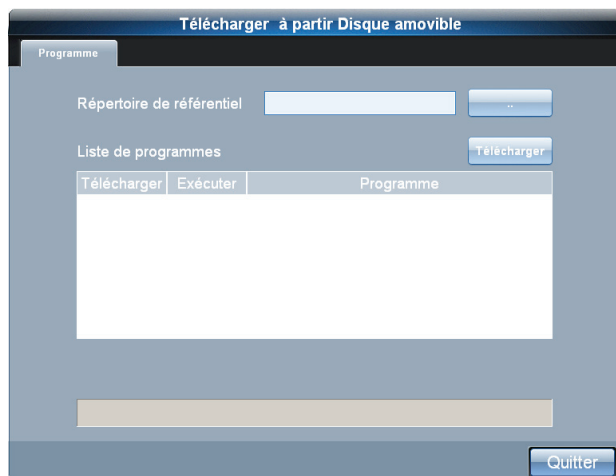 Télécharger à partir Disque amovible
Programme
Répertoire de référentiel
..
Liste de programmes
Télécharger
Télécharger Exécuter Programme
Quitter